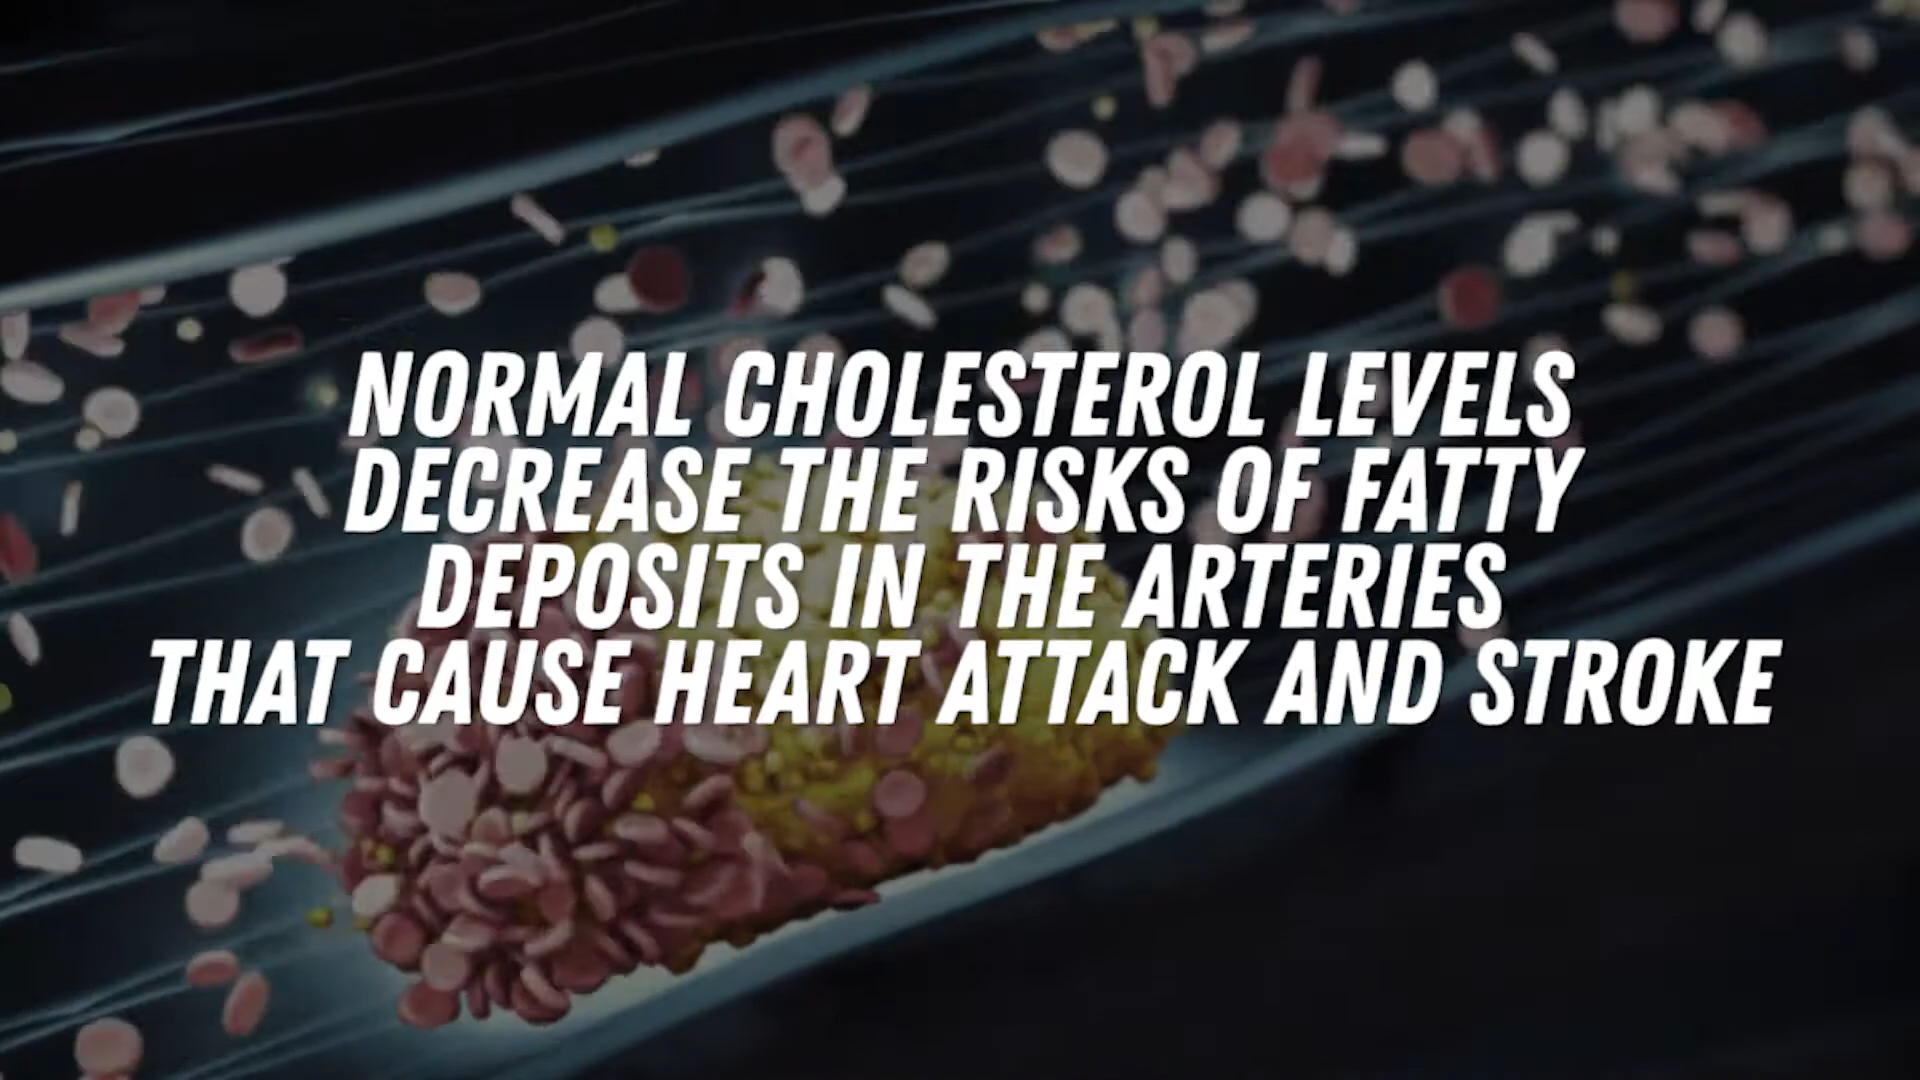 NORMAL CHOLESTEROL LEVELS
DECREASE THE RISKS OF FATTY
DEPOSITS IN THE ARTERIES
THAT CAUSE HEART ATTACK AND STROKE